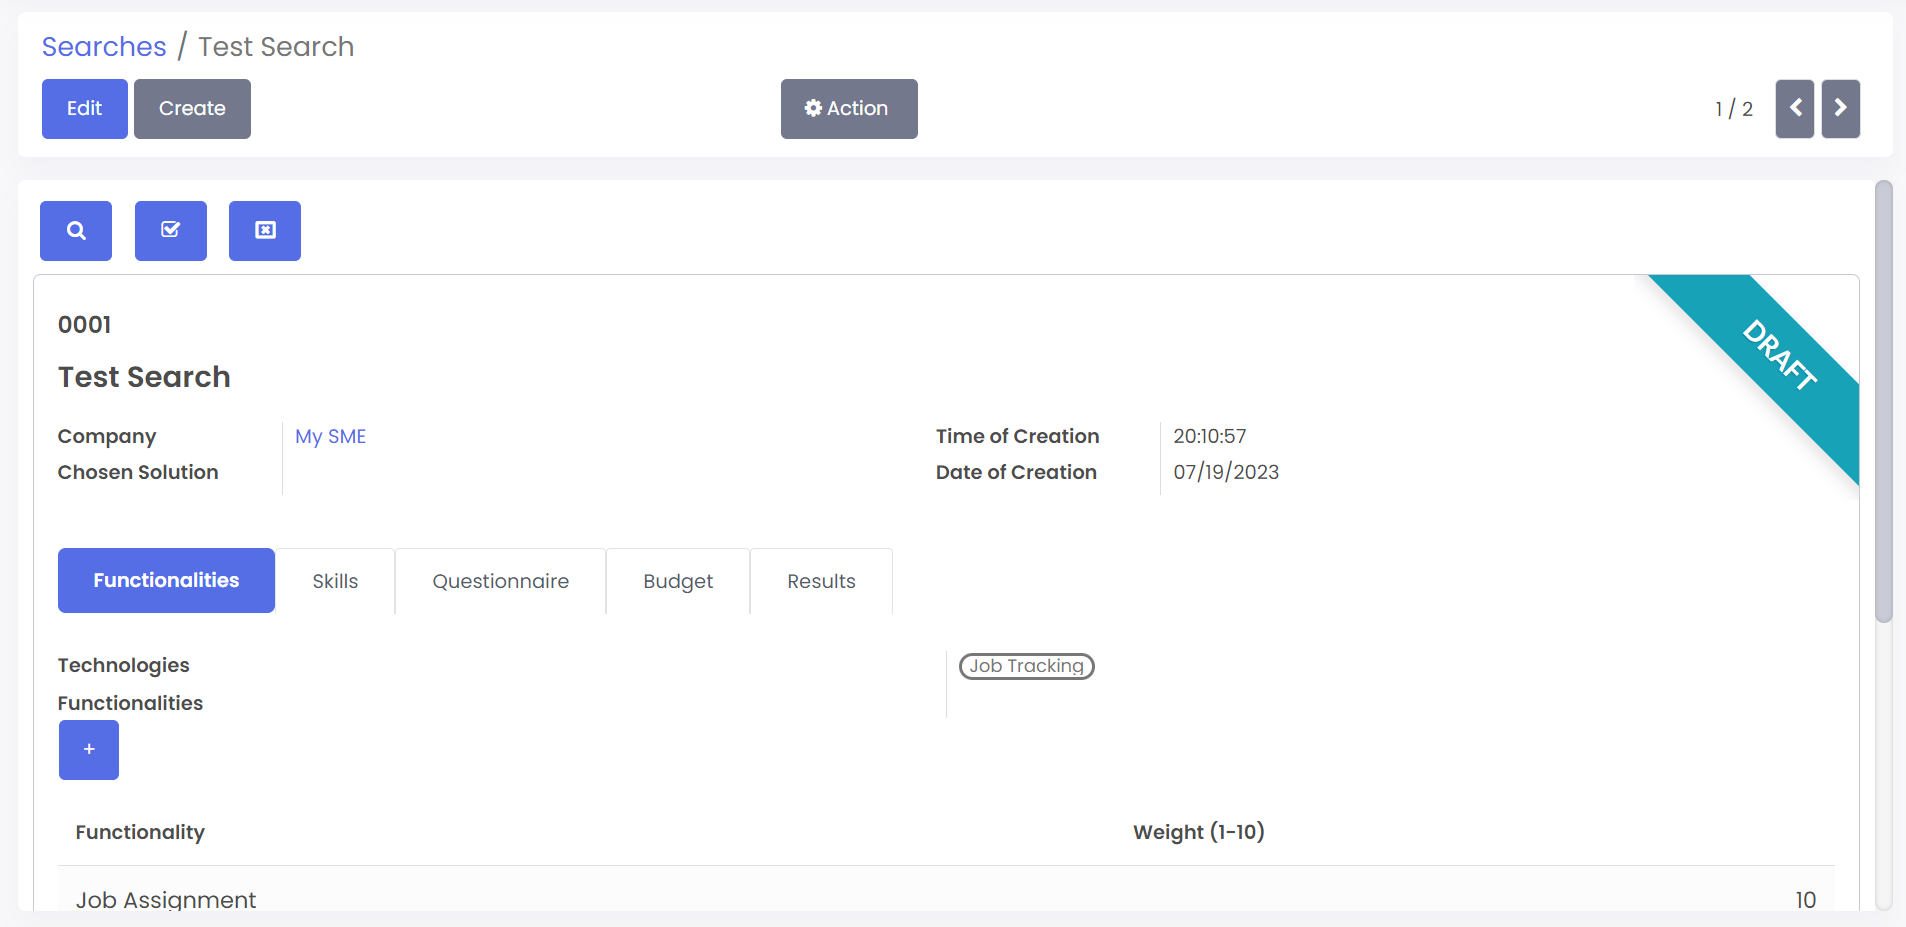 Searches / Test Search
Edit Create Action 1 / 2
0001
DRAFT
Test Search
Company My SME Time of Creation 20:10:57
Chosen Solution Date of Creation 07/19/2023
Functionalities Skills Questionnaire Budget Results
Technologies Job Tracking
Functionalities
+
Functionality Weight (1-10)
Job Assignment 10